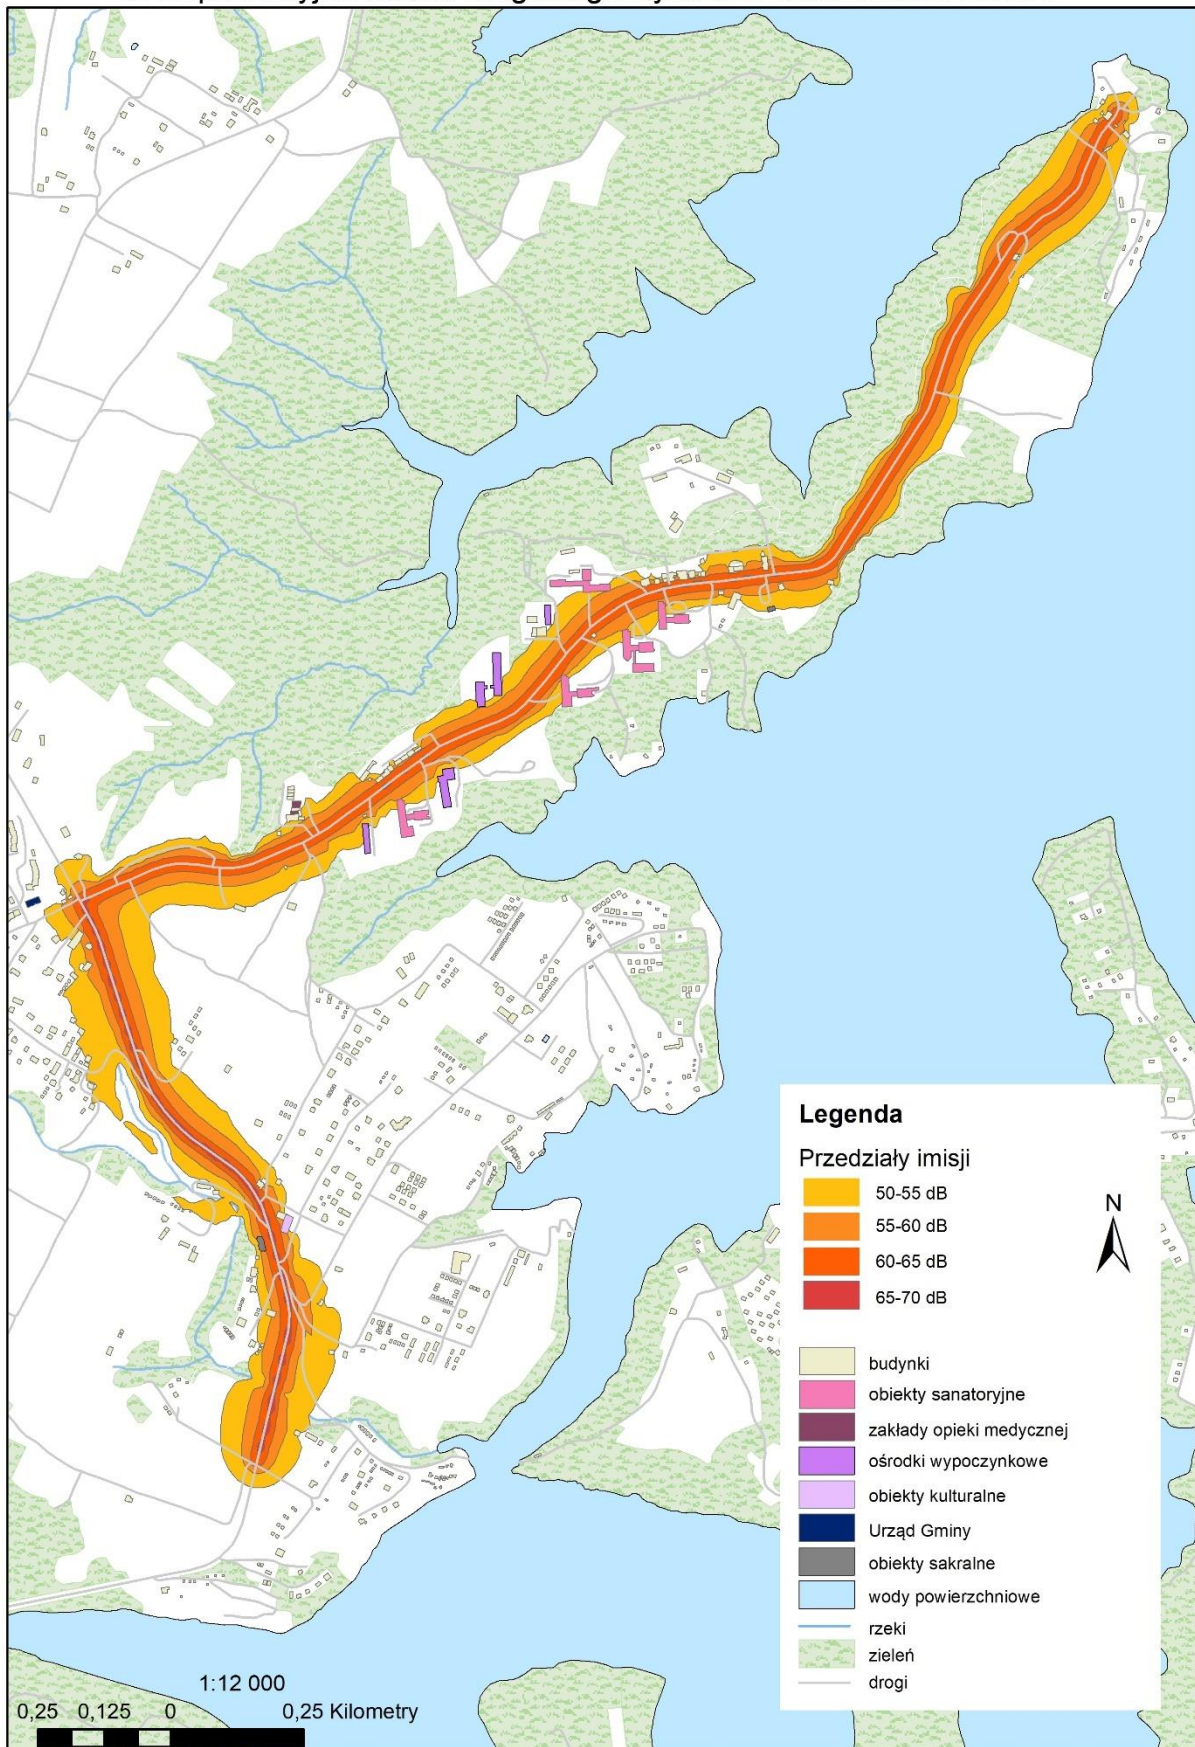 Legenda
Przedziały imisji
50-55 dB
55-60 dB
60-65 dB
65-70 dB
N
budynki
obiekty sanatoryjne
zakłady opieki medycznej
ośrodki wypoczynkowe
obiekty kulturalne
Urząd Gminy
obiekty sakralne
wody powierzchniowe
rzeki
zieleń
drogi
1:12 000
0,25 0,125 0 0,25 Kilometry